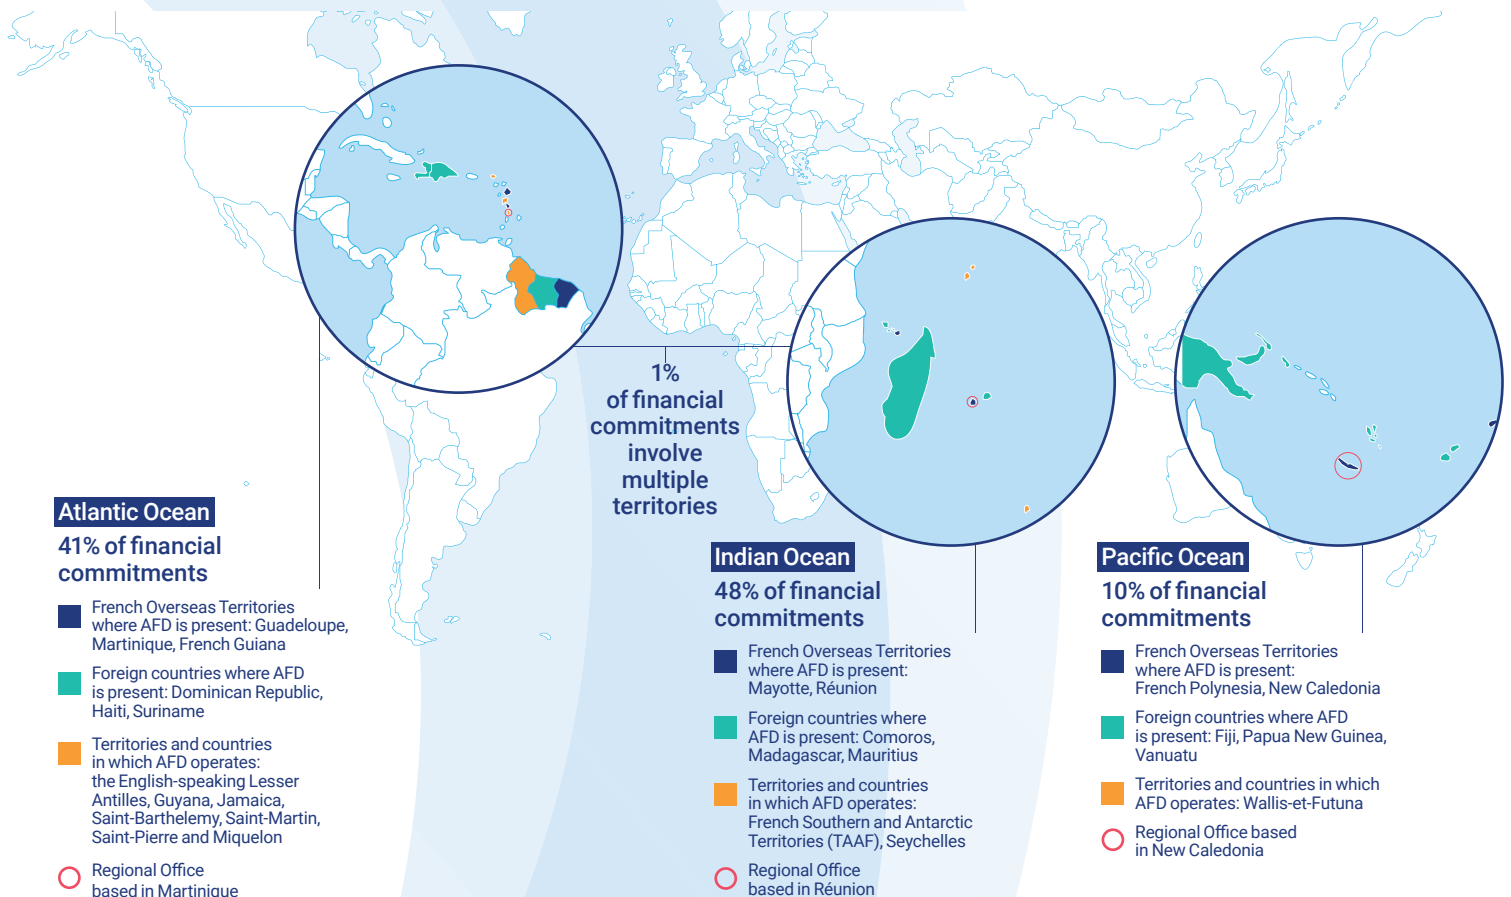 1%
of financial
commitments
involve
multiple
territories
Atlantic Ocean
41% of financial
commitments
French Overseas Territories
where AFD is present: Guadeloupe,
Martinique, French Guiana
Foreign countries where AFD
is present: Dominican Republic,
Haiti, Suriname
Territories and countries
in which AFD operates:
the English-speaking Lesser
Antilles, Guyana, Jamaica,
Saint-Barthelemy, Saint-Martin,
Saint-Pierre and Miquelon
Regional Office
based in Martinique
Indian Ocean
48% of financial
commitments
French Overseas Territories
where AFD is present:
Mayotte, Réunion
Foreign countries where
AFD is present: Comoros,
Madagascar, Mauritius
Territories and countries
in which AFD operates:
French Southern and Antarctic
Territories (TAAF), Seychelles
Regional Office
based in Réunion
Pacific Ocean
10% of financial
commitments
French Overseas Territories
where AFD is present:
French Polynesia, New Caledonia
Foreign countries where AFD
is present: Fiji, Papua New Guinea,
Vanuatu
Territories and countries in which
AFD operates: Wallis-et-Futuna
Regional Office based
in New Caledonia